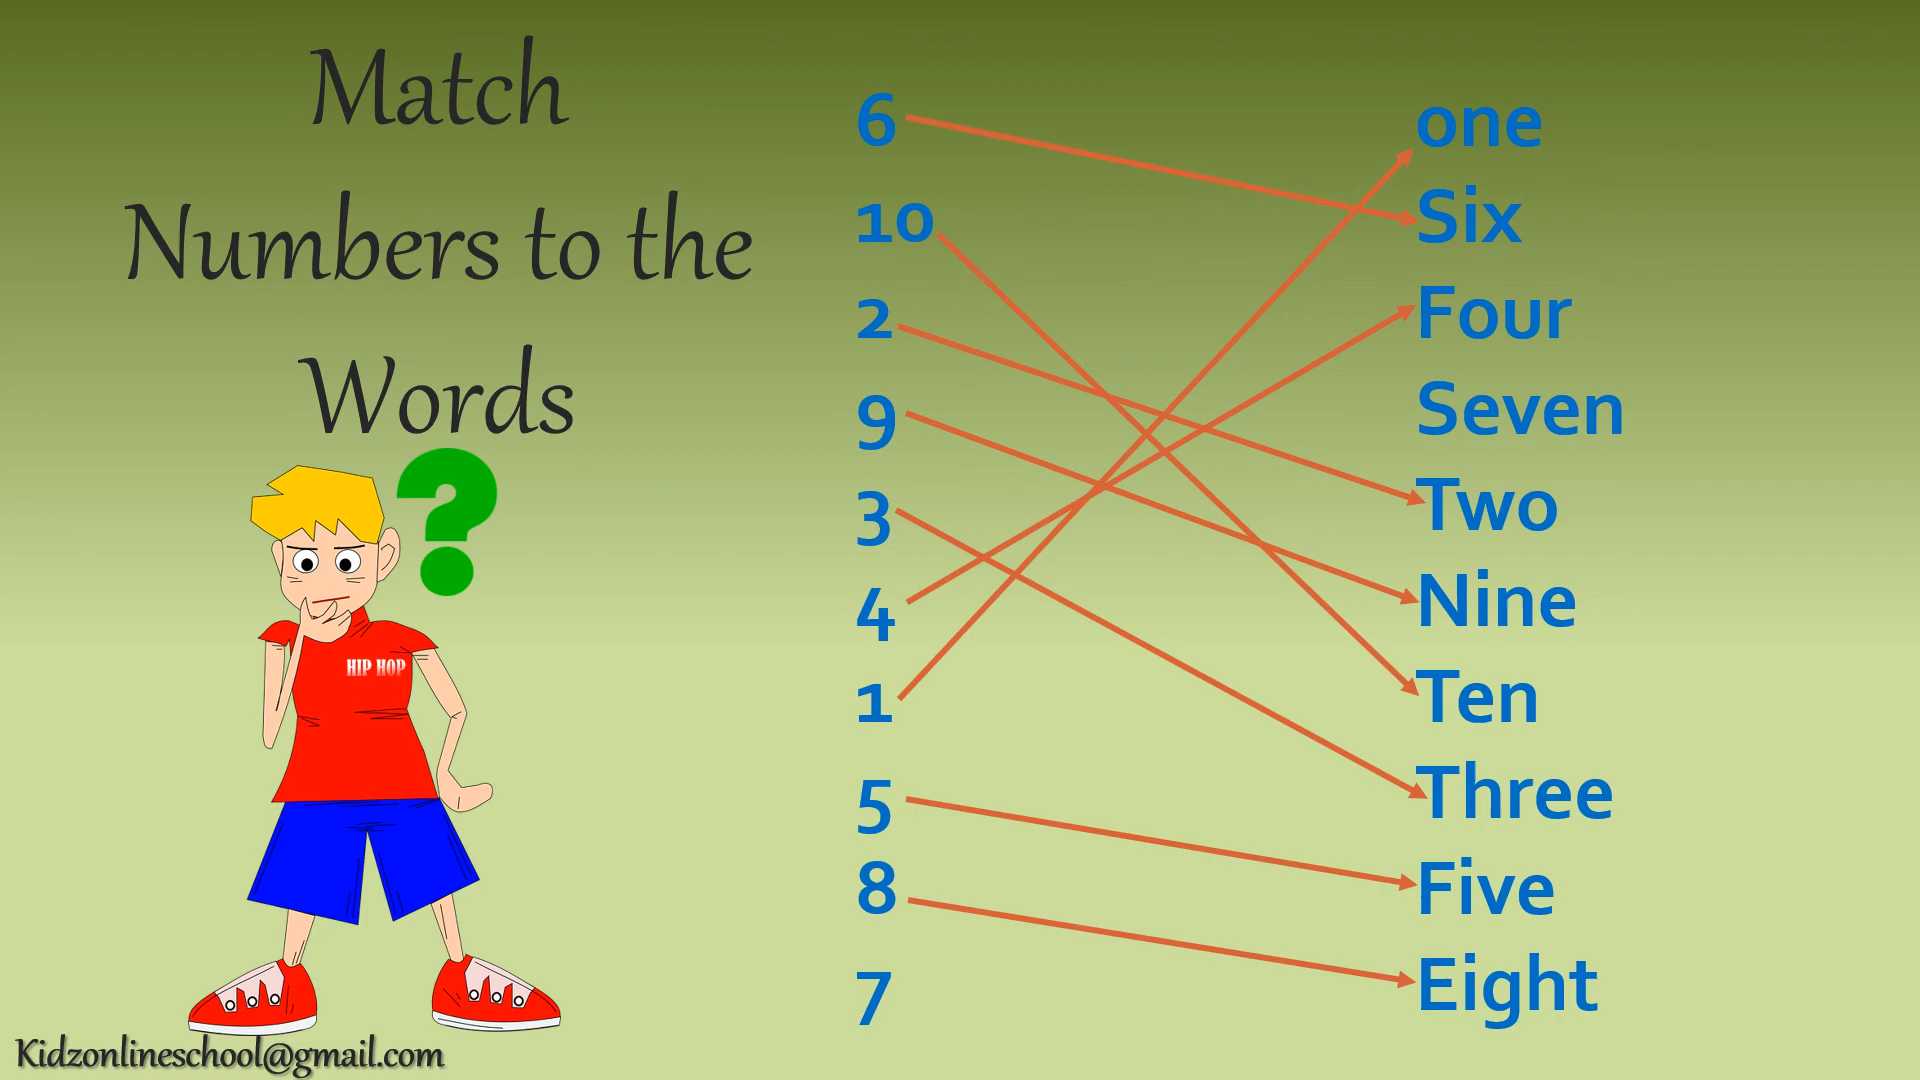 Match
Numbers to the
Words
6 one
10 Six
2 Four
9 Seven
3 Two
4 Nine
1 Ten
5 Three
8 Five
7 Eight
HIP HOP
Kidzonlineschool@gmail.com